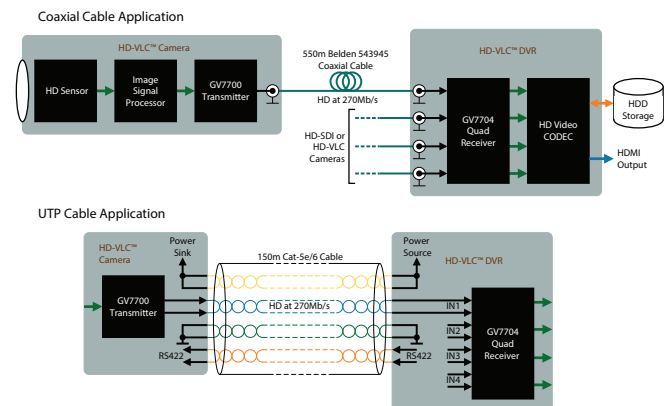 Coaxial Cable Application
HD-VLC™ Camera
HD Sensor
Image
Signal
Processor
GV7700
Transmitter
550m Belden 543945
Coaxial Cable
HD at 270Mb/s
HD-SDI or
HD-VLC
Cameras
HD-VLC™ DVR
GV7704
Quad
Receiver
HD Video
CODEC
HDD
Storage
HDMI
Output
UTP Cable Application
HD-VLC™
Camera
Power
Sink
GV7700
Transmitter
RS422
150m Cat-5e/6 Cable
HD at 270Mb/s
Power
Source
HD-VLC™ DVR
RS422
IN1
IN2
IN3
IN4
GV7704
Quad
Receiver